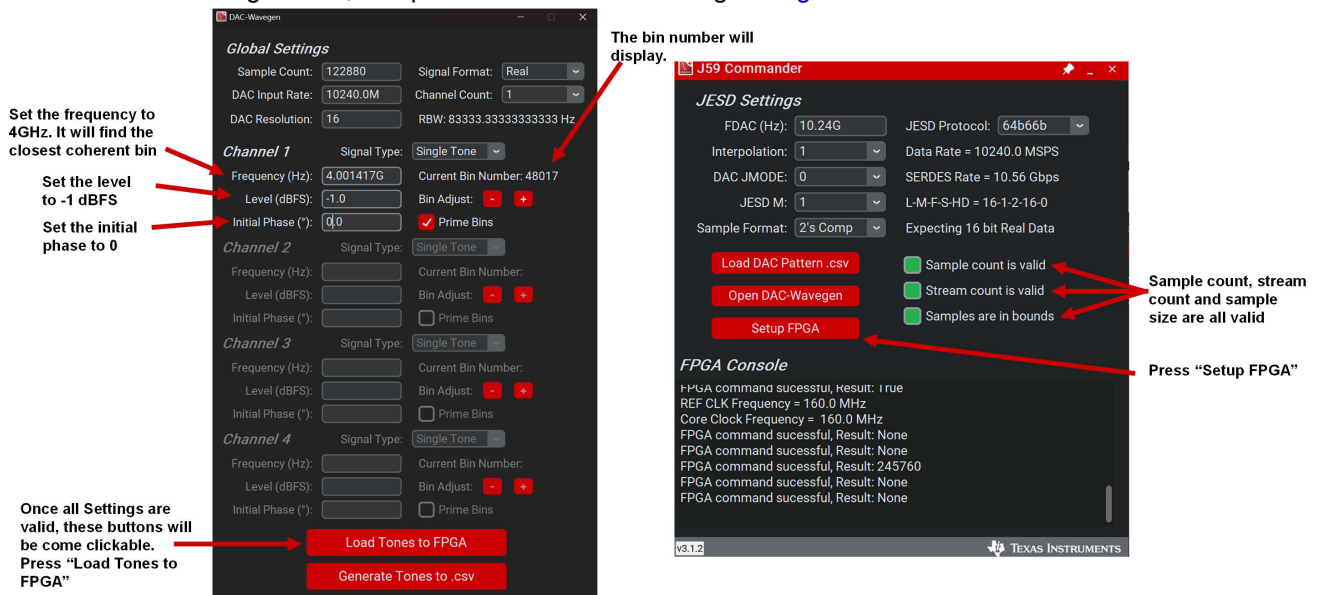 DAC-Wavegen
Global Settings
Sample Count: 122880 Signal Format: Real
DAC Input Rate: 10240.0M Channel Count: 1
DAC Resolution: 16 RBW: 83333.33333333333 Hz
Channel 1 Signal Type: Single Tone
Frequency (Hz): 4.001417G Current Bin Number: 48017
Level (dBFS): -1.0 Bin Adjust: - +
Initial Phase (°): 0.0 Prime Bins
Channel 2 Signal Type: Single Tone
Frequency (Hz): Current Bin Number:
Level (dBFS): Bin Adjust: - +
Initial Phase (°): Prime Bins
Channel 3 Signal Type: Single Tone
Frequency (Hz): Current Bin Number:
Level (dBFS): Bin Adjust: - +
Initial Phase (°): Prime Bins
Channel 4 Signal Type: Single Tone
Frequency (Hz): Current Bin Number:
Level (dBFS): Bin Adjust: - +
Initial Phase (°): Prime Bins
Load Tones to FPGA
Generate Tones to .csv
Set the frequency to
4GHz. It will find the
closest coherent bin
Set the level
to -1 dBFS
Set the initial
phase to 0
Once all Settings are
valid, these buttons will
be come clickable.
Press “Load Tones to
FPGA”
The bin number will
display.
J59 Commander
JESD Settings
FDAC (Hz): 10.24G JESD Protocol: 64b66b
Interpolation: 1 Data Rate = 10240.0 MSPS
DAC JMODE: 0 SERDES Rate = 10.56 Gbps
JESD M: 1 L-M-F-S-HD = 16-1-2-16-0
Sample Format: 2's Comp Expecting 16 bit Real Data
Load DAC Pattern .csv Sample count is valid
Open DAC-Wavegen Stream count is valid
Setup FPGA Samples are in bounds
FPGA Console
FPGA command sucessful, Result: True
REF CLK Frequency = 160.0 MHz
Core Clock Frequency = 160.0 MHz
FPGA command sucessful, Result: None
FPGA command sucessful, Result: None
FPGA command sucessful, Result: 245760
FPGA command sucessful, Result: None
FPGA command sucessful, Result: None
v3.1.2 TEXAS INSTRUMENTS
Sample count, stream
count and sample
size are all valid
Press “Setup FPGA”